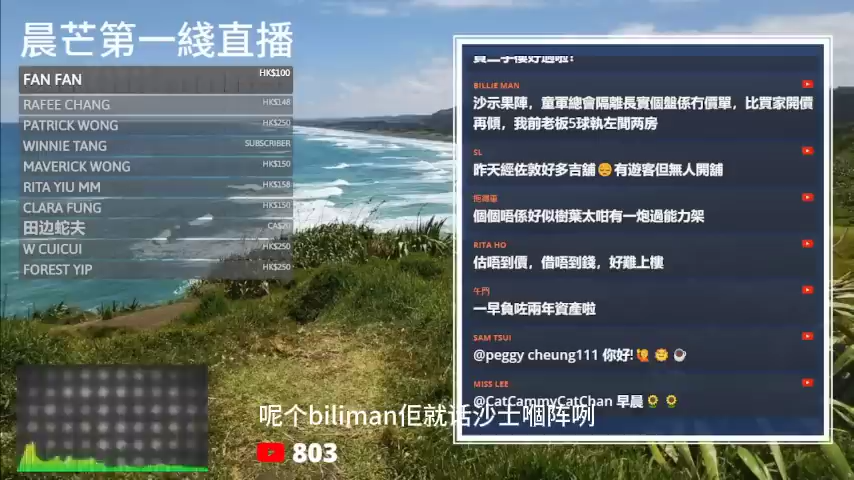 晨芒第一綫直播
FAN FAN HK$100
RAFEE CHANG HK$148
PATRICK WONG HK$250
WINNIE TANG SUBSCRIBER
MAVERICK WONG HK$150
RITA YIU MM HK$158
CLARA FUNG HK$150
田边蛇夫 CA$20
W CUICUI HK$250
FOREST YIP HK$250
BILLIE MAN
沙示果陣，童軍總會隔離長實個盤係冇價單，比買家開價
再傾，我前老板5球執左間两房
SL
昨天經佐敦好多吉舖😔有遊客但無人開舖
個個唔係好似樹葉太咁有一炮過能力架
RITA HO
估唔到價，借唔到錢，好難上樓
午門
一早負咗兩年資產啦
SAM TSUI
@peggy cheung111 你好!
MISS LEE
@CatCammyCatChan 早晨🌻🌻
呢个biliman佢就话沙士嗰阵咧
803